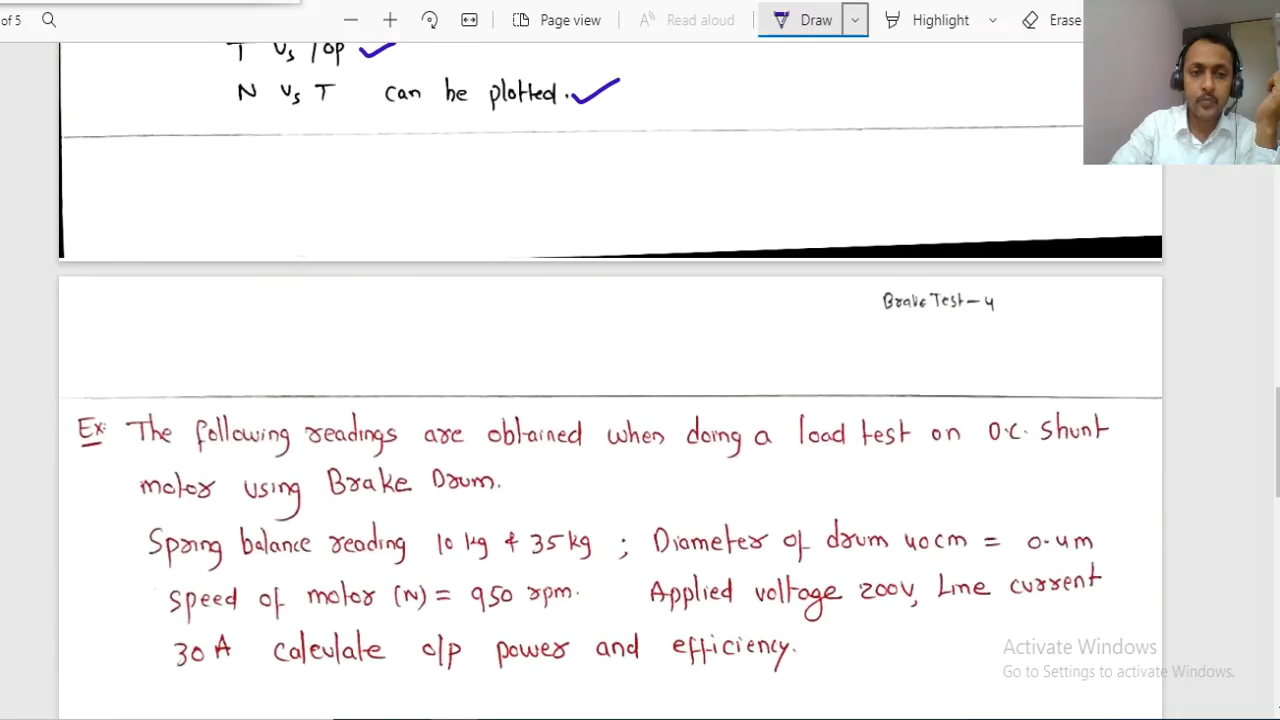 of 5
Page view
Read aloud
Draw
Highlight
Erase
T Vs /op
N Vs T can be plotted.
Brake Test-4
Ex: The following readings are obtained when doing a load test on D.C. shunt
motor using Brake Drum.
Spring balance reading 10 kg & 35 kg ; Diameter of drum 40cm = 0.4m
speed of motor (N) = 950 rpm. Applied voltage 200V, Line current
30A calculate o/p power and efficiency.
Activate Windows
Go to Settings to activate Windows.